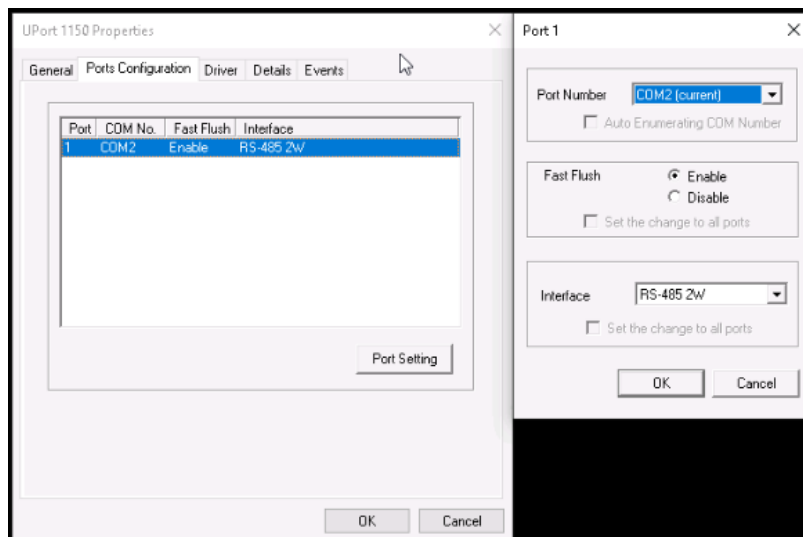 UPort 1150 Properties
General Ports Configuration Driver Details Events
Port COM No. Fast Flush Interface
1 COM2 Enable RS-485 2W
Port Setting
OK Cancel
Port 1
Port Number COM2 (current)
Auto Enumerating COM Number
Fast Flush Enable
Disable
Set the change to all ports
Interface RS-485 2W
Set the change to all ports
OK Cancel